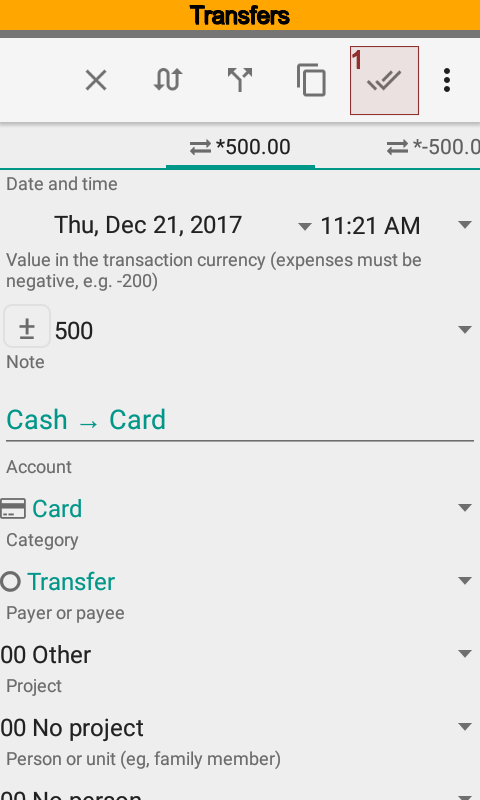 Transfers
1
*500.00 *-500.0
Date and time
Thu, Dec 21, 2017 11:21 AM
Value in the transaction currency (expenses must be
negative, e.g. -200)
± 500
Note
Cash → Card
Account
Card
Category
Transfer
Payer or payee
00 Other
Project
00 No project
Person or unit (eg, family member)
00 No person